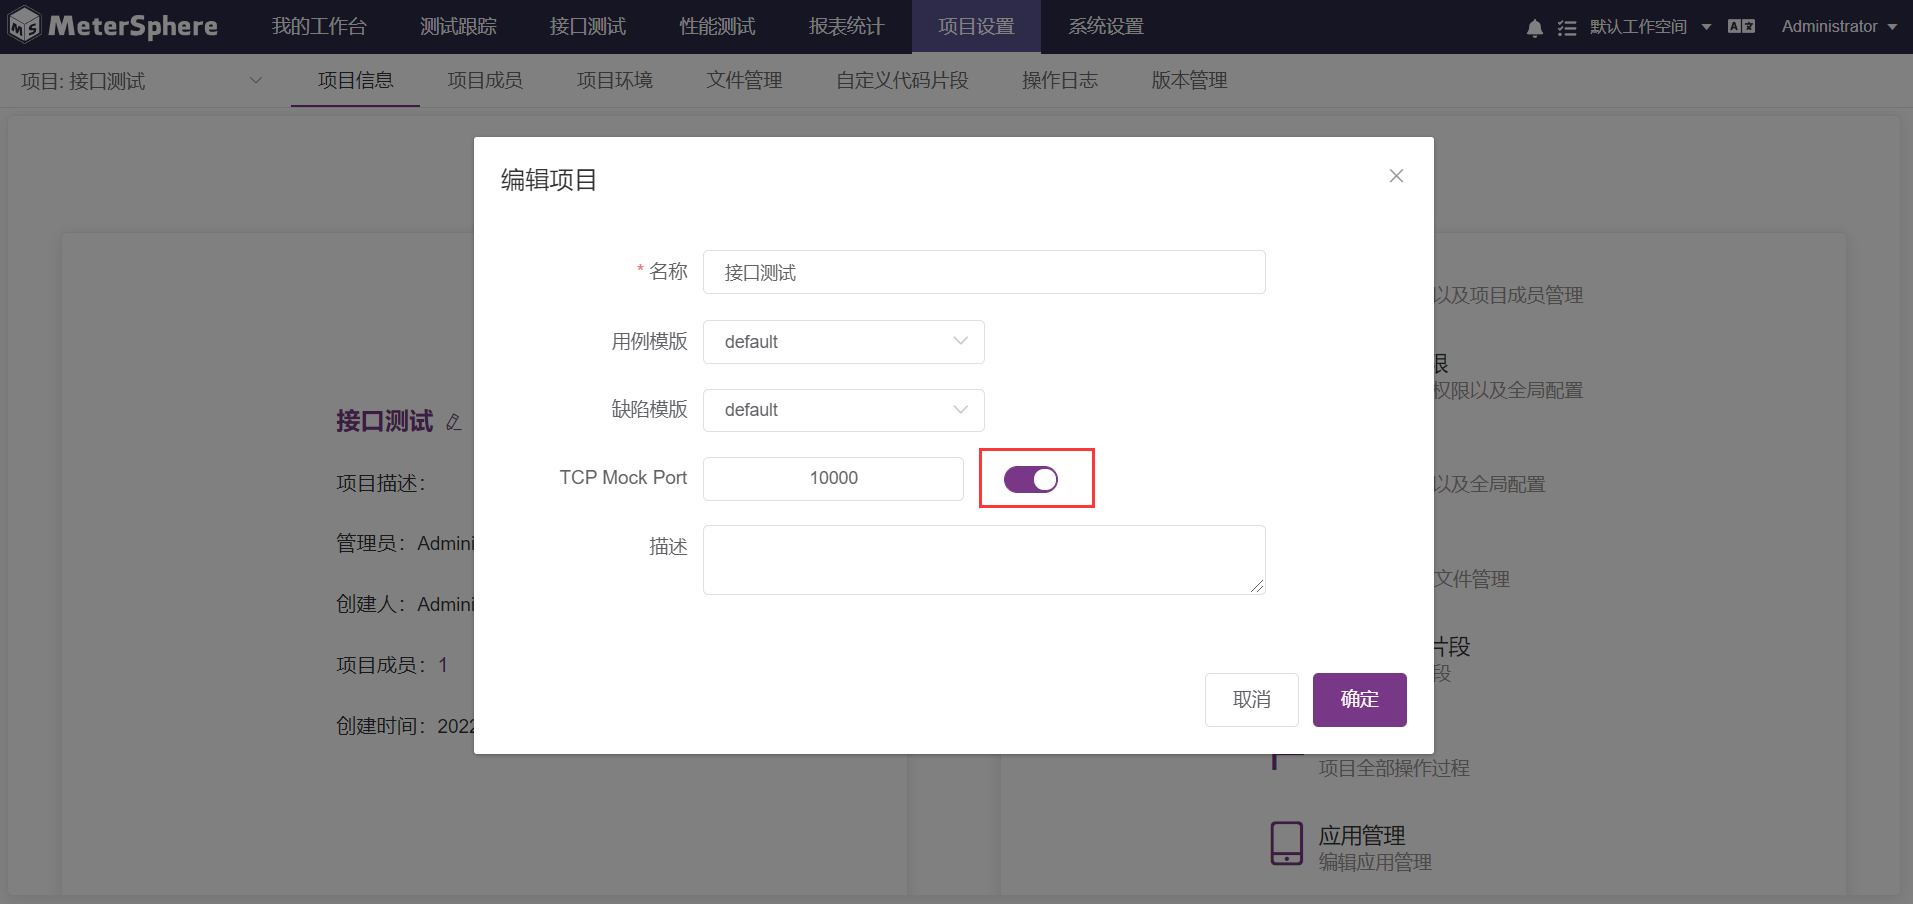 MeterSphere 我的工作台 测试跟踪 接口测试 性能测试 报表统计 项目设置 系统设置 默认工作空间 Administrator
项目: 接口测试 项目信息 项目成员 项目环境 文件管理 自定义代码片段 操作日志 版本管理
编辑项目
* 名称 接口测试
用例模版 default
缺陷模版 default
TCP Mock Port 10000
描述
取消 确定
接口测试
项目描述：
管理员：Admini
创建人：Admini
项目成员：1
创建时间：2022
以及项目成员管理
限
权限以及全局配置
以及全局配置
文件管理
片段
段
项目全部操作过程
应用管理
编辑应用管理